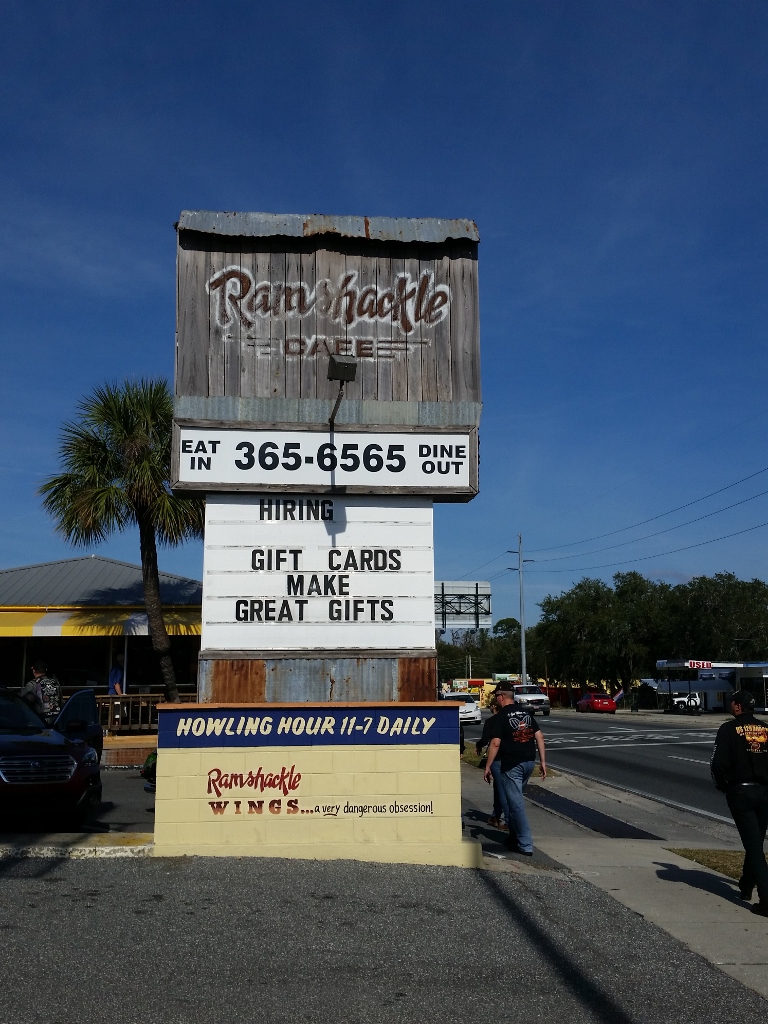 Ramshackle
CAFE
EAT IN 365-6565 DINE OUT
HIRING
GIFT CARDS
MAKE
GREAT GIFTS
HOWLING HOUR 11-7 DAILY
Ramshackle
WINGS...a very dangerous obsession!
USED